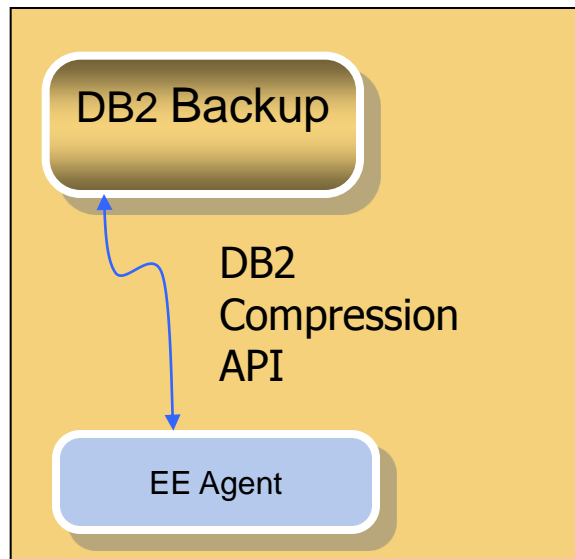 DB2 Backup
DB2
Compression
API
EE Agent